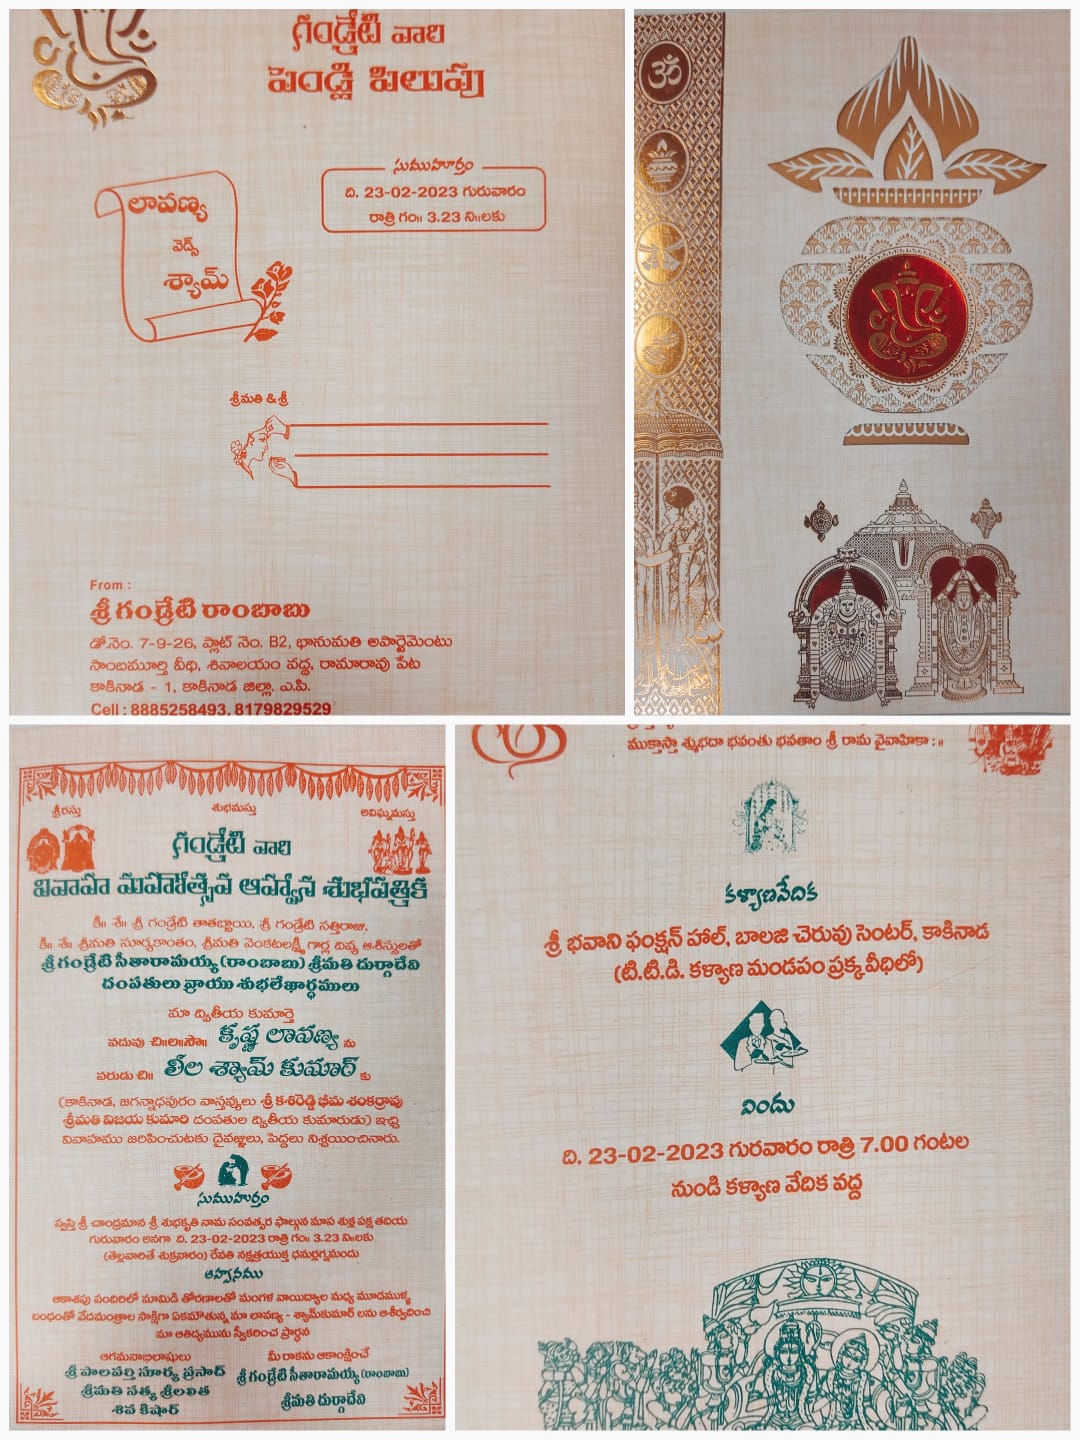 గండ్రేటి వారి
పెండ్లి పిలుపు
సుముహూర్తం
ది. 23-02-2023 గురువారం
రాత్రి గం॥ 3.23 ని॥లకు
లావణ్య
వెడ్స్
శ్యామ్
శ్రీమతి & శ్రీ
From :
శ్రీ గండ్రేటి రాంబాబు
డో.నెం. 7-9-26, ప్లాట్ నెం. B2, భానుమతి అపార్ట్మెంటు
సాంబమూర్తి వీధి, శివాలయం వద్ద, రామారావు పేట
కాకినాడ - 1, కాకినాడ జిల్లా. ఎ.పి.
Cell : 8885258493, 8179829529
ॐ
శ్రీరస్తు శుభమస్తు అవిఘ్నమస్తు
గండ్రేటి వారి
వివాహ మహోత్సవ ఆహ్వాన శుభపత్రిక
కీ॥ శే॥ శ్రీ గండ్రేటి తాతబ్బాయి, శ్రీ గండ్రేటి సత్తిరాజు,
కీ॥ శే॥ శ్రీమతి సూర్యకాంతం, శ్రీమతి వెంకటలక్ష్మి గార్ల దివ్య ఆశీస్సులతో
శ్రీ గండ్రేటి సీతారామయ్య (రాంబాబు) శ్రీమతి దుర్గాదేవి
దంపతులు వ్రాయు శుభలేఖార్థములు
మా ద్వితీయ కుమార్తె
వధువు చి॥ల॥సౌ॥ కృష్ణ లావణ్య ను
వరుడు చి॥ లీల శ్యామ్ కుమార్ కు
(కాకినాడ, జగన్నాధపురం వాస్తవ్యులు శ్రీ కశిరెడ్డి భీమ శంకర్రావు
శ్రీమతి విజయ కుమారి దంపతుల ద్వితీయ కుమారుడు) ఇచ్చి
వివాహము జరిపించుటకు దైవజ్ఞులు, పెద్దలు నిశ్చయించినారు.
సుముహూర్తం
స్వస్తి శ్రీ చాంద్రమాన శ్రీ శుభకృతి నామ సంవత్సర ఫాల్గున మాస శుక్ల పక్ష తదియ
గురువారం అనగా ది. 23-02-2023 రాత్రి గం॥ 3.23 ని॥లకు
(తెల్లవారితే శుక్రవారం) రేవతి నక్షత్రయుక్త ధనుర్లగ్నమందు
ఆహ్వానము
ఆకాశపు పందిరిలో మామిడి తోరణాలతో మంగళ వాయిద్యాల మధ్య మూడుముళ్ళ
బంధంతో వేదమంత్రాల సాక్షిగా ఏకమౌతున్న మా లావణ్య - శ్యామ్‌కుమార్ లను ఆశీర్వదించి
మా ఆతిధ్యమును స్వీకరించ ప్రార్థన
ఆగమనాభిలాషులు
శ్రీ పాలపర్తి సూర్య ప్రసాద్
శ్రీమతి సత్య శ్రీలలిత
శివ కిషోర్
మీ రాకను ఆకాంక్షించే
శ్రీ గండ్రేటి సీతారామయ్య (రాంబాబు)
శ్రీమతి దుర్గాదేవి
ముక్తాస్తా శ్శుభదా భవంతు భవతాం శ్రీ రామ వైవాహికా :॥
కళ్యాణవేదిక
శ్రీ భవాని ఫంక్షన్ హాల్, బాలజి చెరువు సెంటర్, కాకినాడ
(టి.టి.డి. కళ్యాణ మండపం ప్రక్కవీధిలో)
విందు
ది. 23-02-2023 గురవారం రాత్రి 7.00 గంటల
నుండి కళ్యాణ వేదిక వద్ద